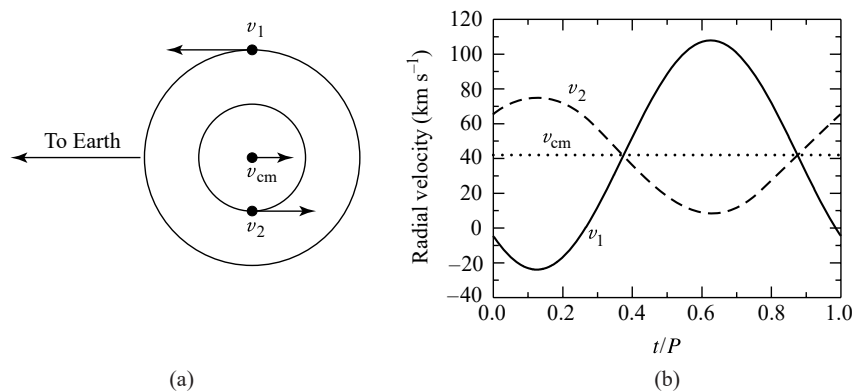 v1
To Earth
vcm
v2
(a)
Radial velocity (km s−1)
120
100
80
60
40
20
0
−20
−40
v2
vcm
v1
0.0 0.2 0.4 0.6 0.8 1.0
t/P
(b)